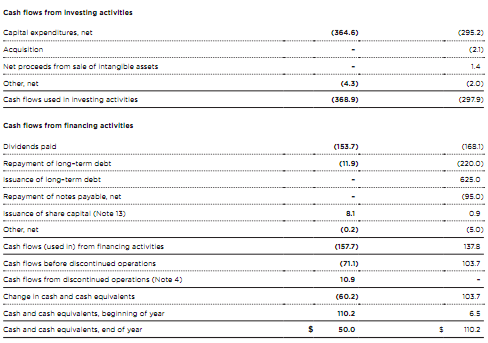 Cash flows from investing activities
Capital expenditures, net (364.6) (295.2)
Acquisition - (2.1)
Net proceeds from sale of intangible assets - 1.4
Other, net (4.3) (2.0)
Cash flows used in investing activities (368.9) (297.9)
Cash flows from financing activities
Dividends paid (153.7) (168.1)
Repayment of long-term debt (11.9) (220.0)
Issuance of long-term debt - 625.0
Repayment of notes payable, net - (95.0)
Issuance of share capital (Note 13) 8.1 0.9
Other, net (0.2) (5.0)
Cash flows (used in) from financing activities (157.7) 137.8
Cash flows before discontinued operations (71.1) 103.7
Cash flows from discontinued operations (Note 4) 10.9 -
Change in cash and cash equivalents (60.2) 103.7
Cash and cash equivalents, beginning of year 110.2 6.5
Cash and cash equivalents, end of year $ 50.0 $ 110.2